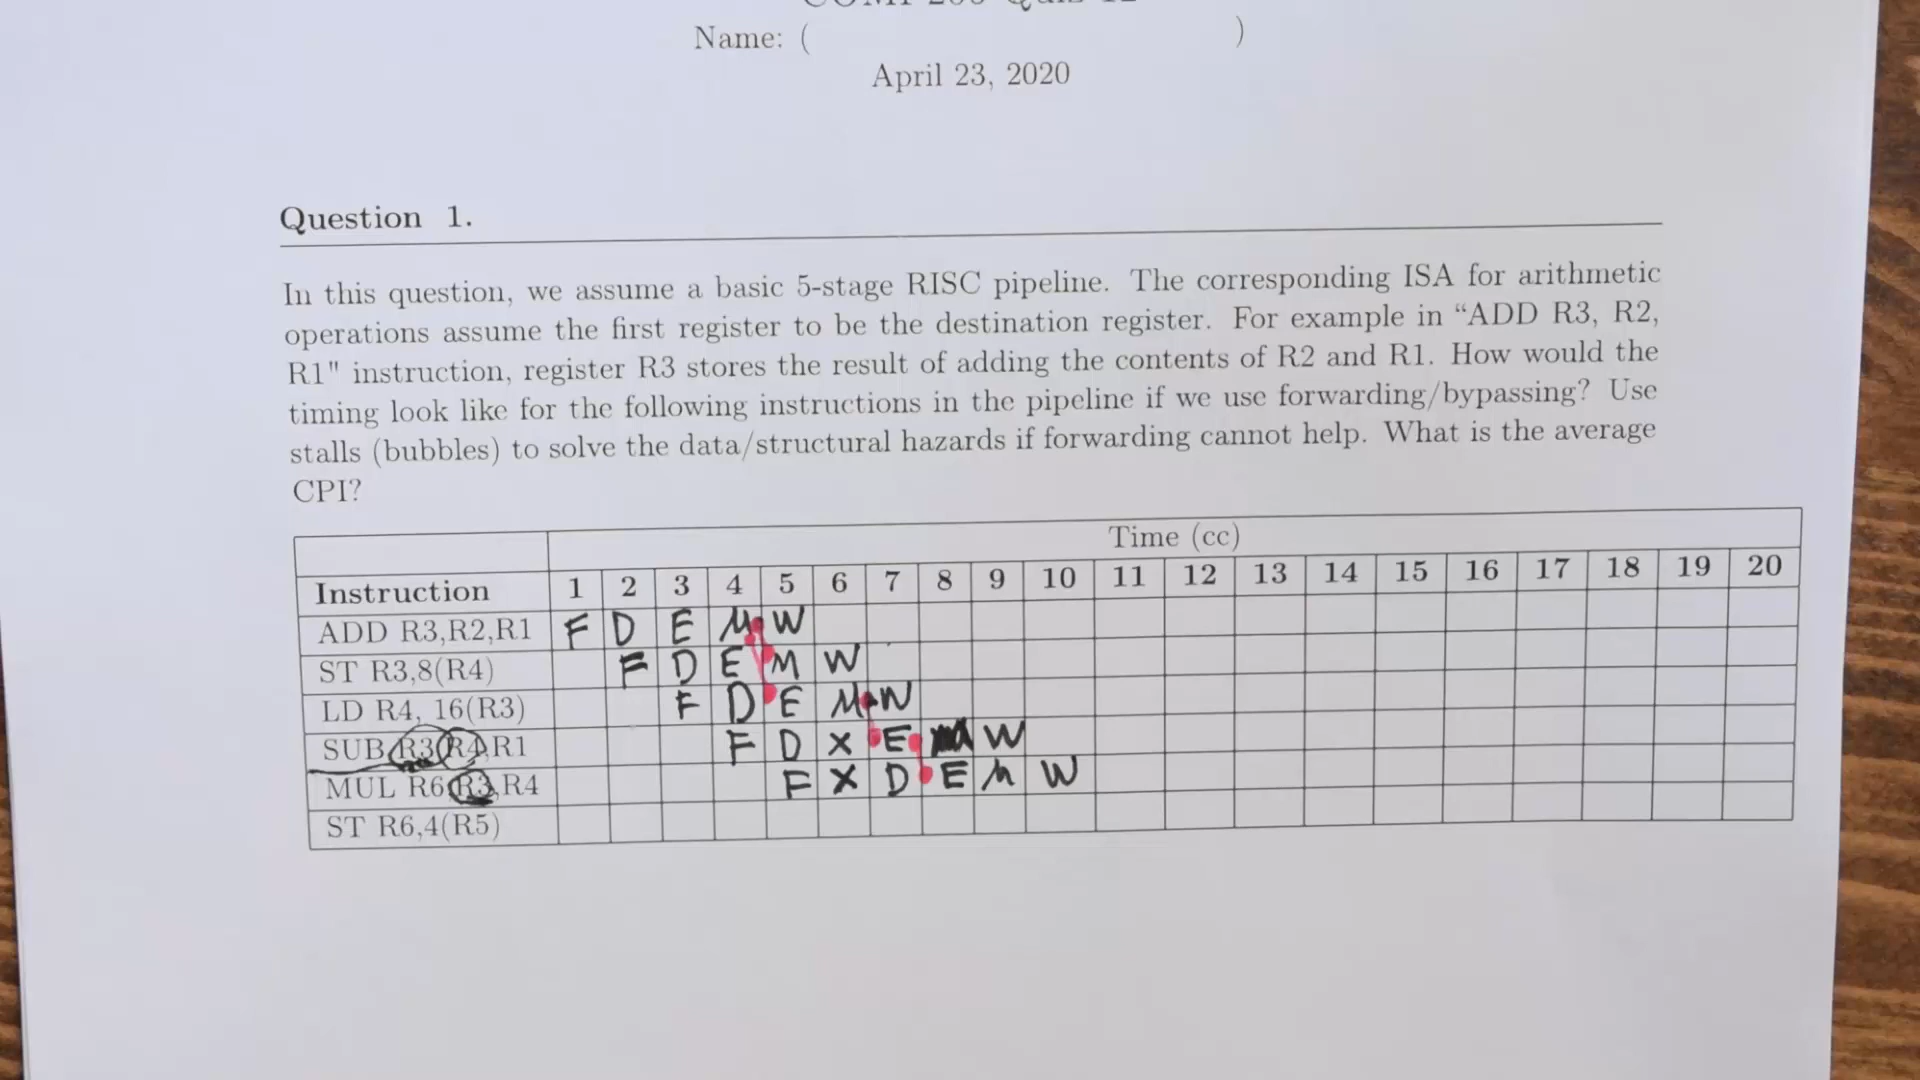 Name: ( )
April 23, 2020
Question 1.
In this question, we assume a basic 5-stage RISC pipeline. The corresponding ISA for arithmetic
operations assume the first register to be the destination register. For example in “ADD R3, R2,
R1" instruction, register R3 stores the result of adding the contents of R2 and R1. How would the
timing look like for the following instructions in the pipeline if we use forwarding/bypassing? Use
stalls (bubbles) to solve the data/structural hazards if forwarding cannot help. What is the average
CPI?
Time (cc)
Instruction 1 2 3 4 5 6 7 8 9 10 11 12 13 14 15 16 17 18 19 20
ADD R3,R2,R1 F D E M W
ST R3,8(R4) F D E M W
LD R4, 16(R3) F D E M W
SUB R3,R4,R1 F D X E M W
MUL R6,R3,R4 F X D E M W
ST R6,4(R5)